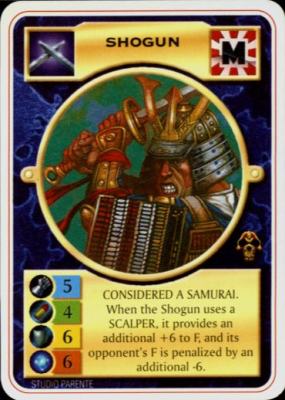 SHOGUN
M
5
4
6
6
CONSIDERED A SAMURAI.
When the Shogun uses a
SCALPER, it provides an
additional +6 to F, and its
opponent's F is penalized by an
additional -6.
STUDIO PARENTE